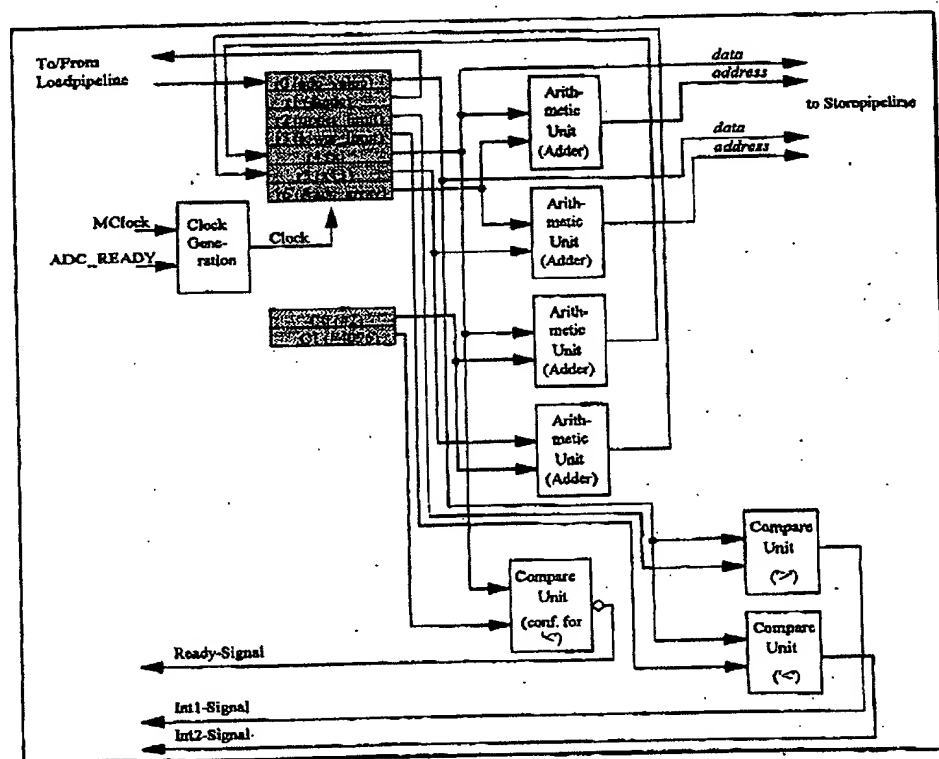 To/From
Loadpipeline
data
address
to Storepipeline
data
address
Arith-
metic
Unit
(Adder)
Arith-
metic
Unit
(Adder)
MClock
ADC_READY
Clock
Gene-
ration
Clock
Arith-
metic
Unit
(Adder)
Arith-
metic
Unit
(Adder)
Compare
Unit
('>')
Compare
Unit
(conf. for
'<')
Compare
Unit
('<')
Ready-Signal
Int1-Signal
Int2-Signal